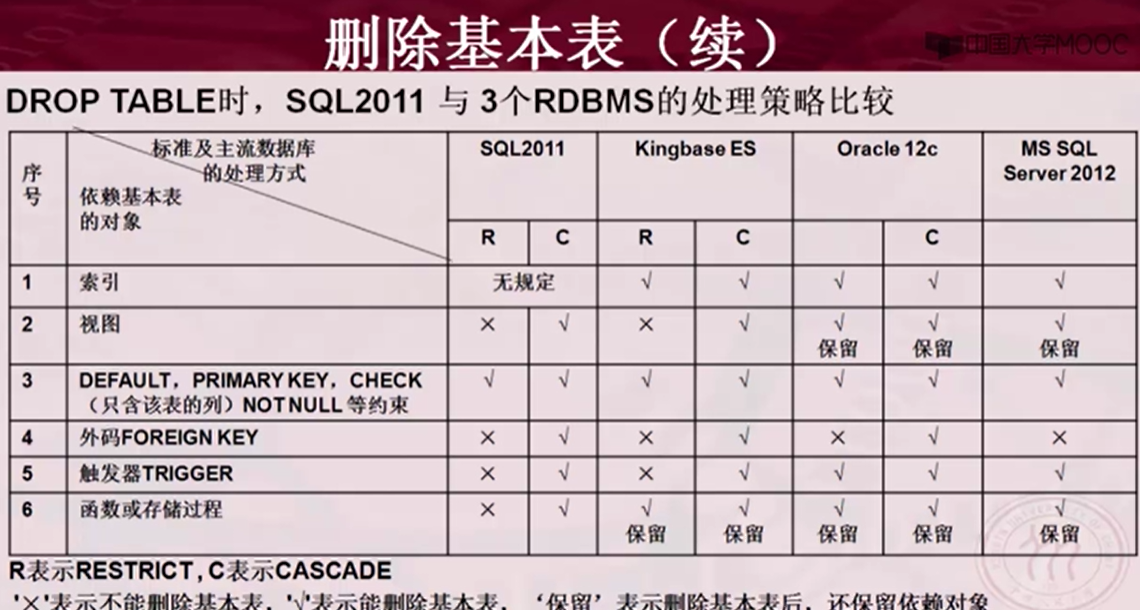 删除基本表（续）
中国大学MOOC
DROP TABLE时，SQL2011 与 3个RDBMS的处理策略比较
序号 标准及主流数据库的处理方式 依赖基本表的对象 SQL2011 Kingbase ES Oracle 12c MS SQL Server 2012
R C R C C
1 索引 无规定 √ √ √ √ √
2 视图 × √ × √ √保留 √保留 √保留
3 DEFAULT，PRIMARY KEY，CHECK（只含该表的列）NOT NULL 等约束 √ √ √ √ √ √ √
4 外码FOREIGN KEY × √ × √ × √ ×
5 触发器TRIGGER × √ × √ √ √ √
6 函数或存储过程 × √ √保留 √保留 √保留 √保留 √保留
R表示RESTRICT , C表示CASCADE
'×'表示不能删除基本表，'√'表示能删除基本表，‘保留’表示删除基本表后，还保留依赖对象